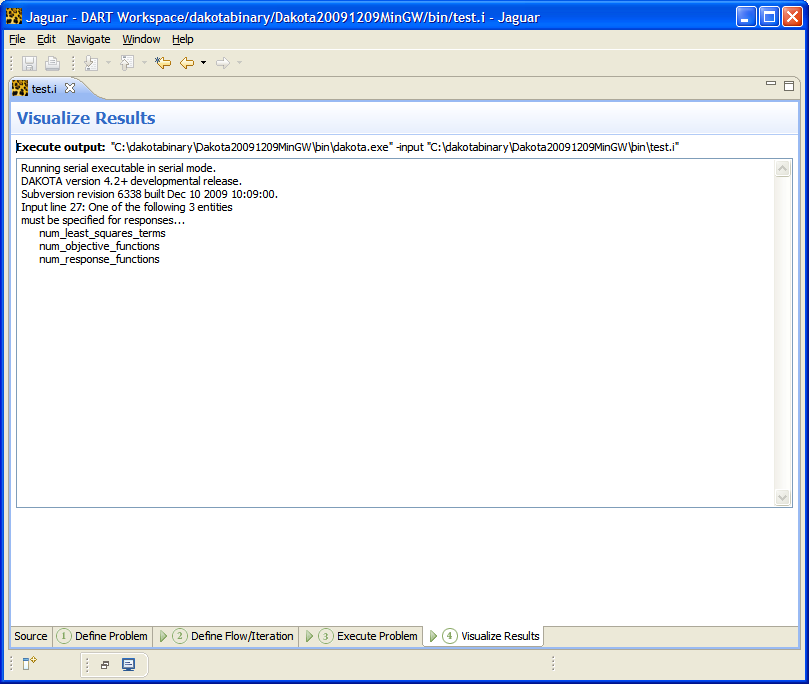 Jaguar - DART Workspace/dakotabinary/Dakota20091209MinGW/bin/test.i - Jaguar
File Edit Navigate Window Help
test.i
Visualize Results
Execute output: "C:\dakotabinary\Dakota20091209MinGW\bin\dakota.exe" -input "C:\dakotabinary\Dakota20091209MinGW\bin\test.i"
Running serial executable in serial mode.
DAKOTA version 4.2+ developmental release.
Subversion revision 6338 built Dec 10 2009 10:09:00.
Input line 27: One of the following 3 entities
must be specified for responses...
num_least_squares_terms
num_objective_functions
num_response_functions
Source 1 Define Problem 2 Define Flow/Iteration 3 Execute Problem 4 Visualize Results